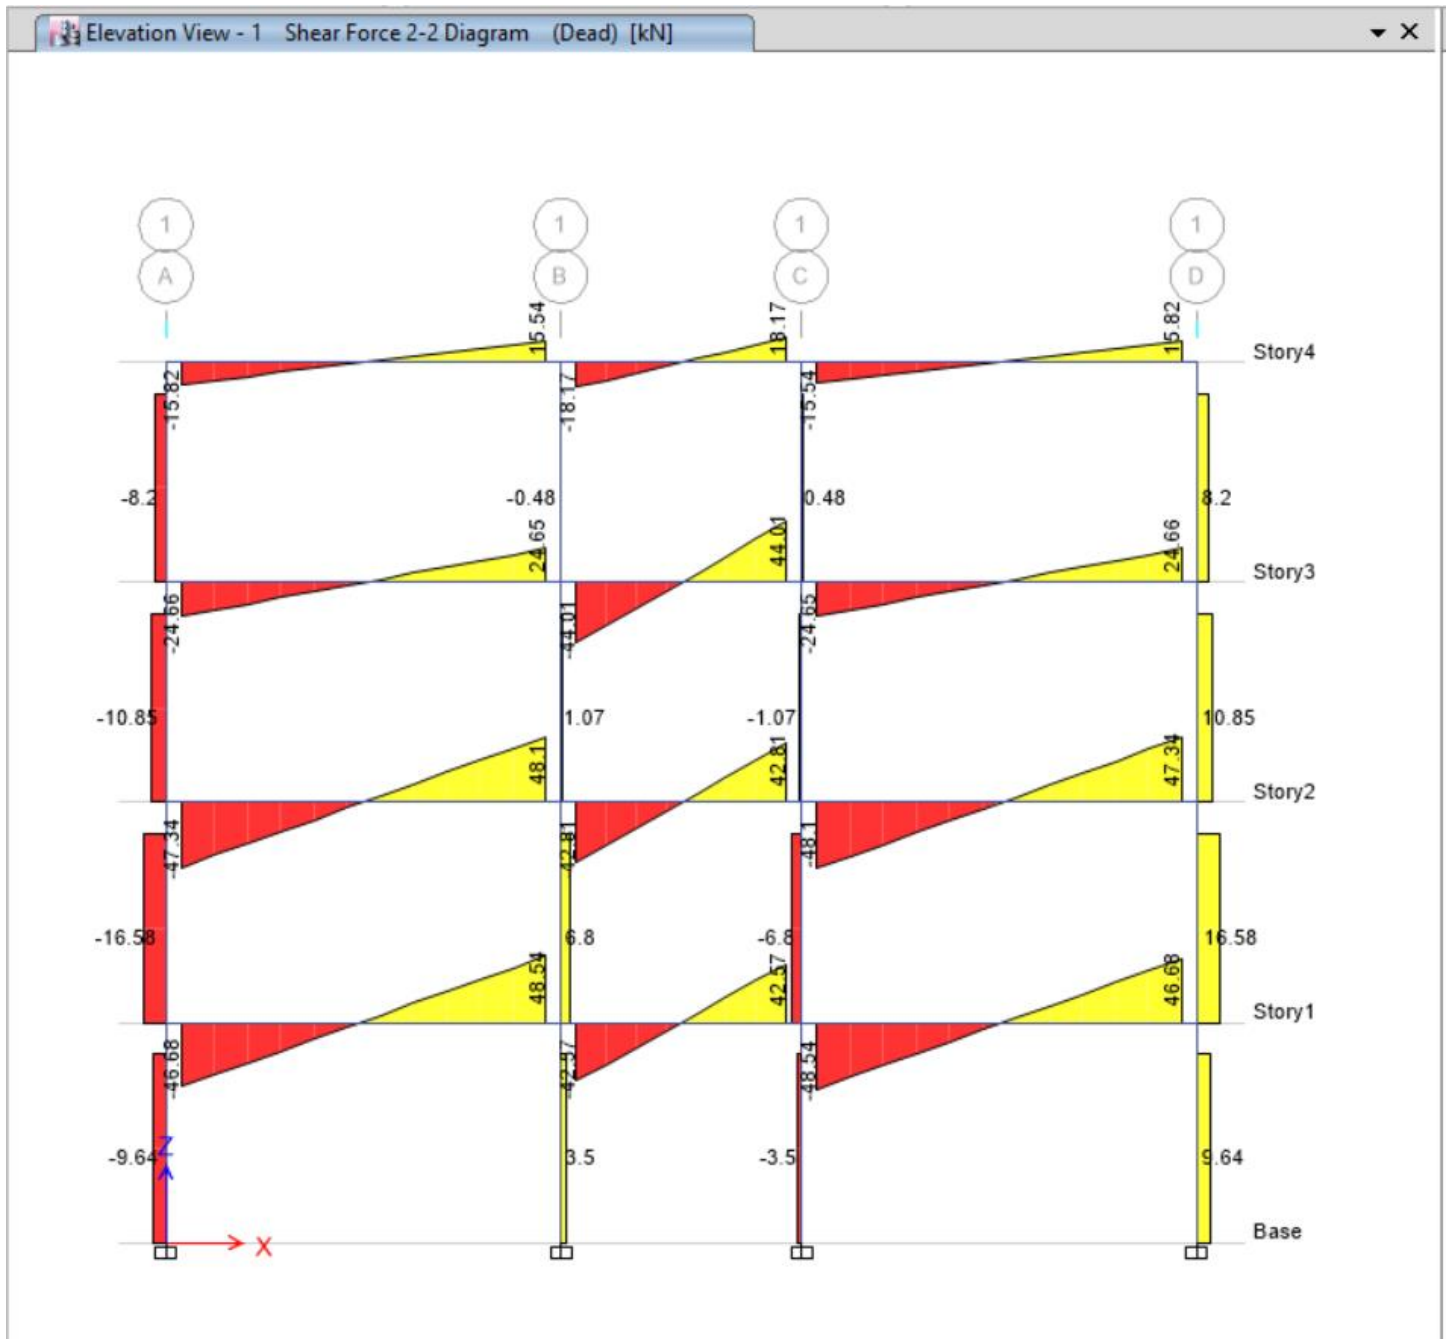 Elevation View - 1 Shear Force 2-2 Diagram (Dead) [kN]
1 1 1 1
A B C D
15.54 18.17 15.82
Story4
-15.82 -18.17 -15.54
-8.2 -0.48 0.48 8.2
24.65 44.01 24.66
Story3
-24.66 -44.01 -24.65
-10.85 1.07 -1.07 10.85
48.1 42.81 47.34
Story2
-47.34 -42.81 -48.1
-16.58 6.8 -6.8 16.58
48.54 42.57 46.68
Story1
-46.68 -42.57 -48.54
-9.64 3.5 -3.5 9.64
Z
X
Base